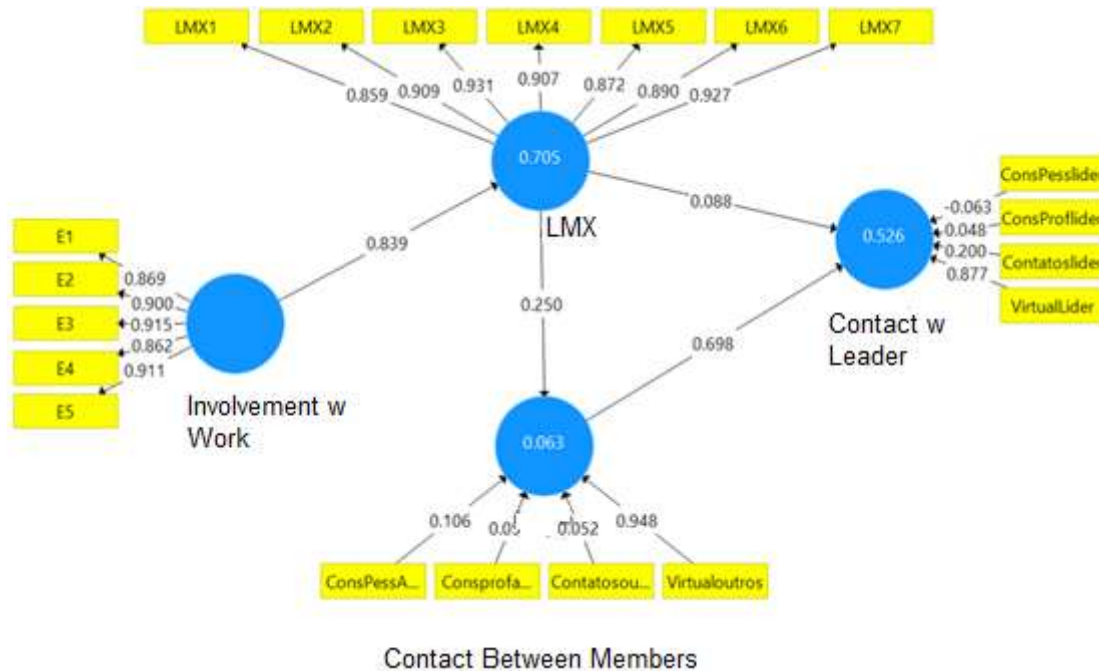 LMX1 LMX2 LMX3 LMX4 LMX5 LMX6 LMX7
0.859 0.909 0.931 0.907 0.872 0.890 0.927
0.705
LMX
0.839
0.088
0.250
0.698
E1
E2
E3
E4
E5
0.869
0.900
0.915
0.862
0.911
Involvement w
Work
ConsPesslider
ConsProflider
Contatoslider
VirtualLider
-0.063
0.048
0.200
0.877
0.526
Contact w
Leader
0.063
0.106 0.052 0.948
ConsPessA... Consprofa... Contatosou... Virtualoutros
Contact Between Members